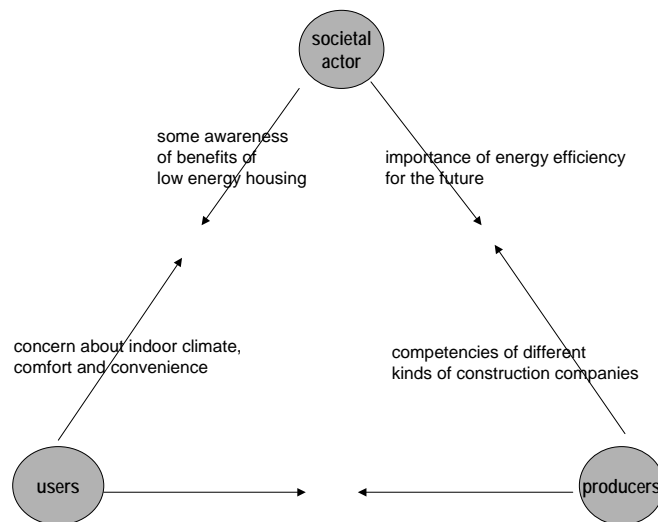 societal
actor
some awareness
of benefits of
low energy housing
importance of energy efficiency
for the future
concern about indoor climate,
comfort and convenience
competencies of different
kinds of construction companies
users
producers